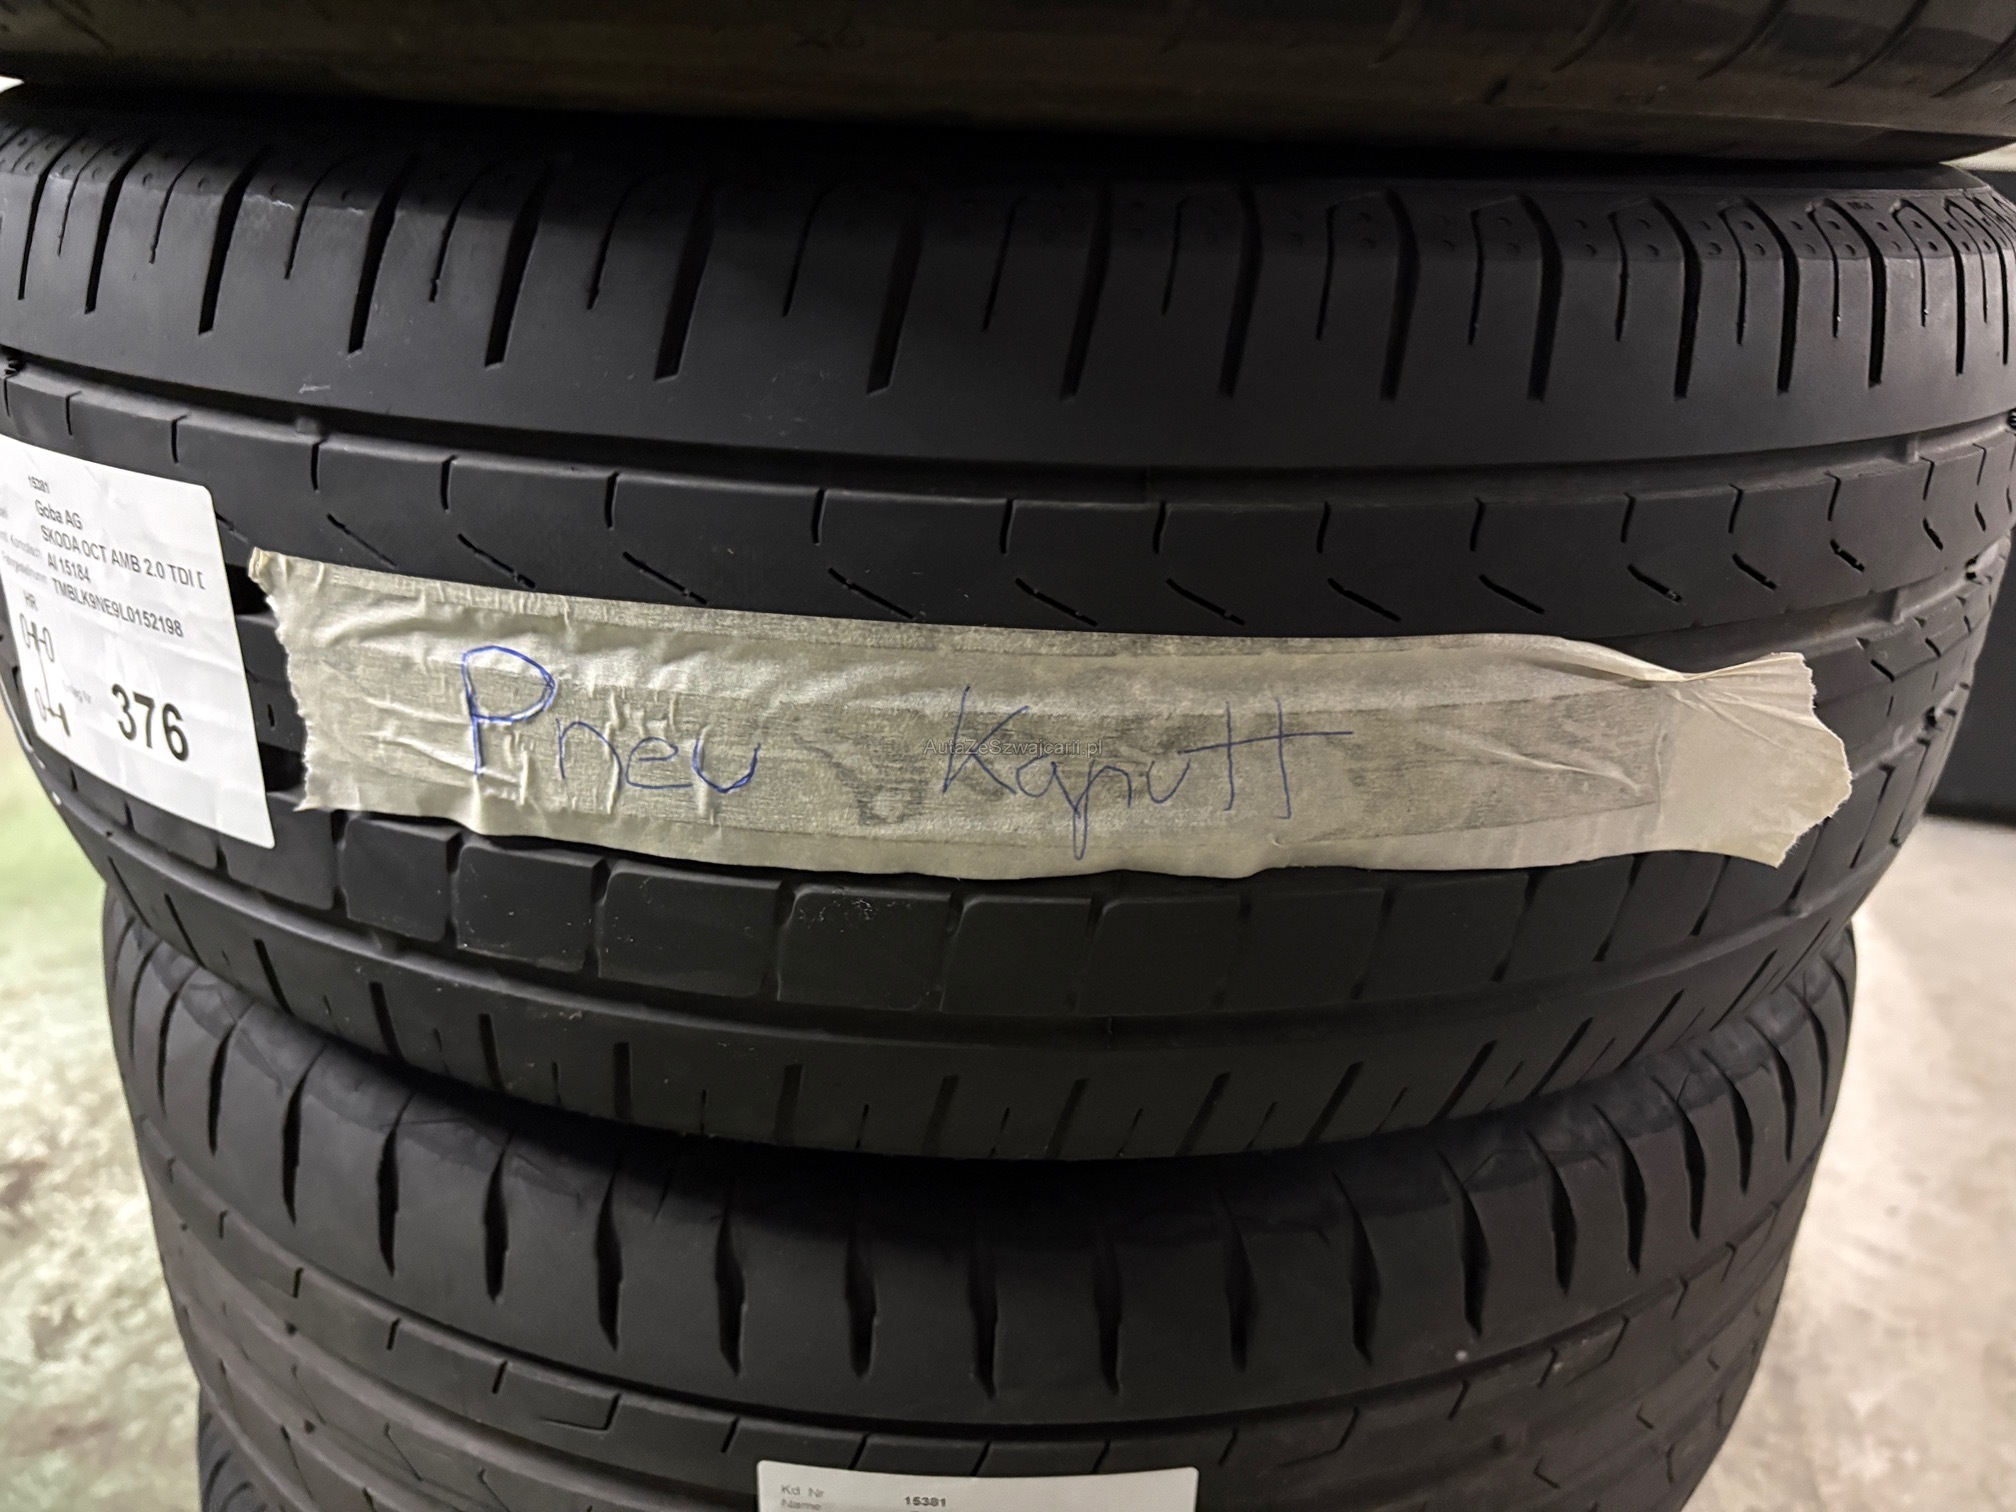 15381
Goba AG
SKODA OCT AMB 2.0 TDI
AI 15184
TMBLK9NE9L0152198
HR
376
Pneu Kaputt
AutaZeSzwajcarii.pl
Kd. Nr 15381
Name